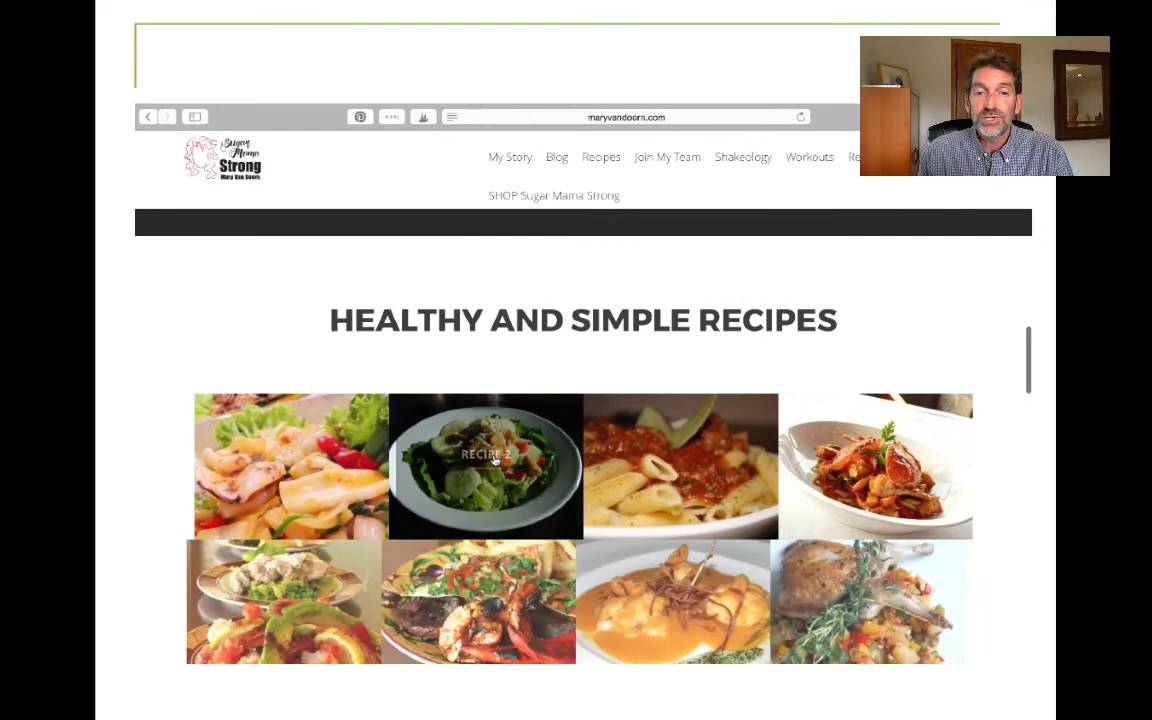 maryvandoorn.com
Sugar
Mama
Strong
Mary Van Doorn
My Story Blog Recipes Join My Team Shakeology Workouts Re
SHOP Sugar Mama Strong
HEALTHY AND SIMPLE RECIPES
RECIPE 2